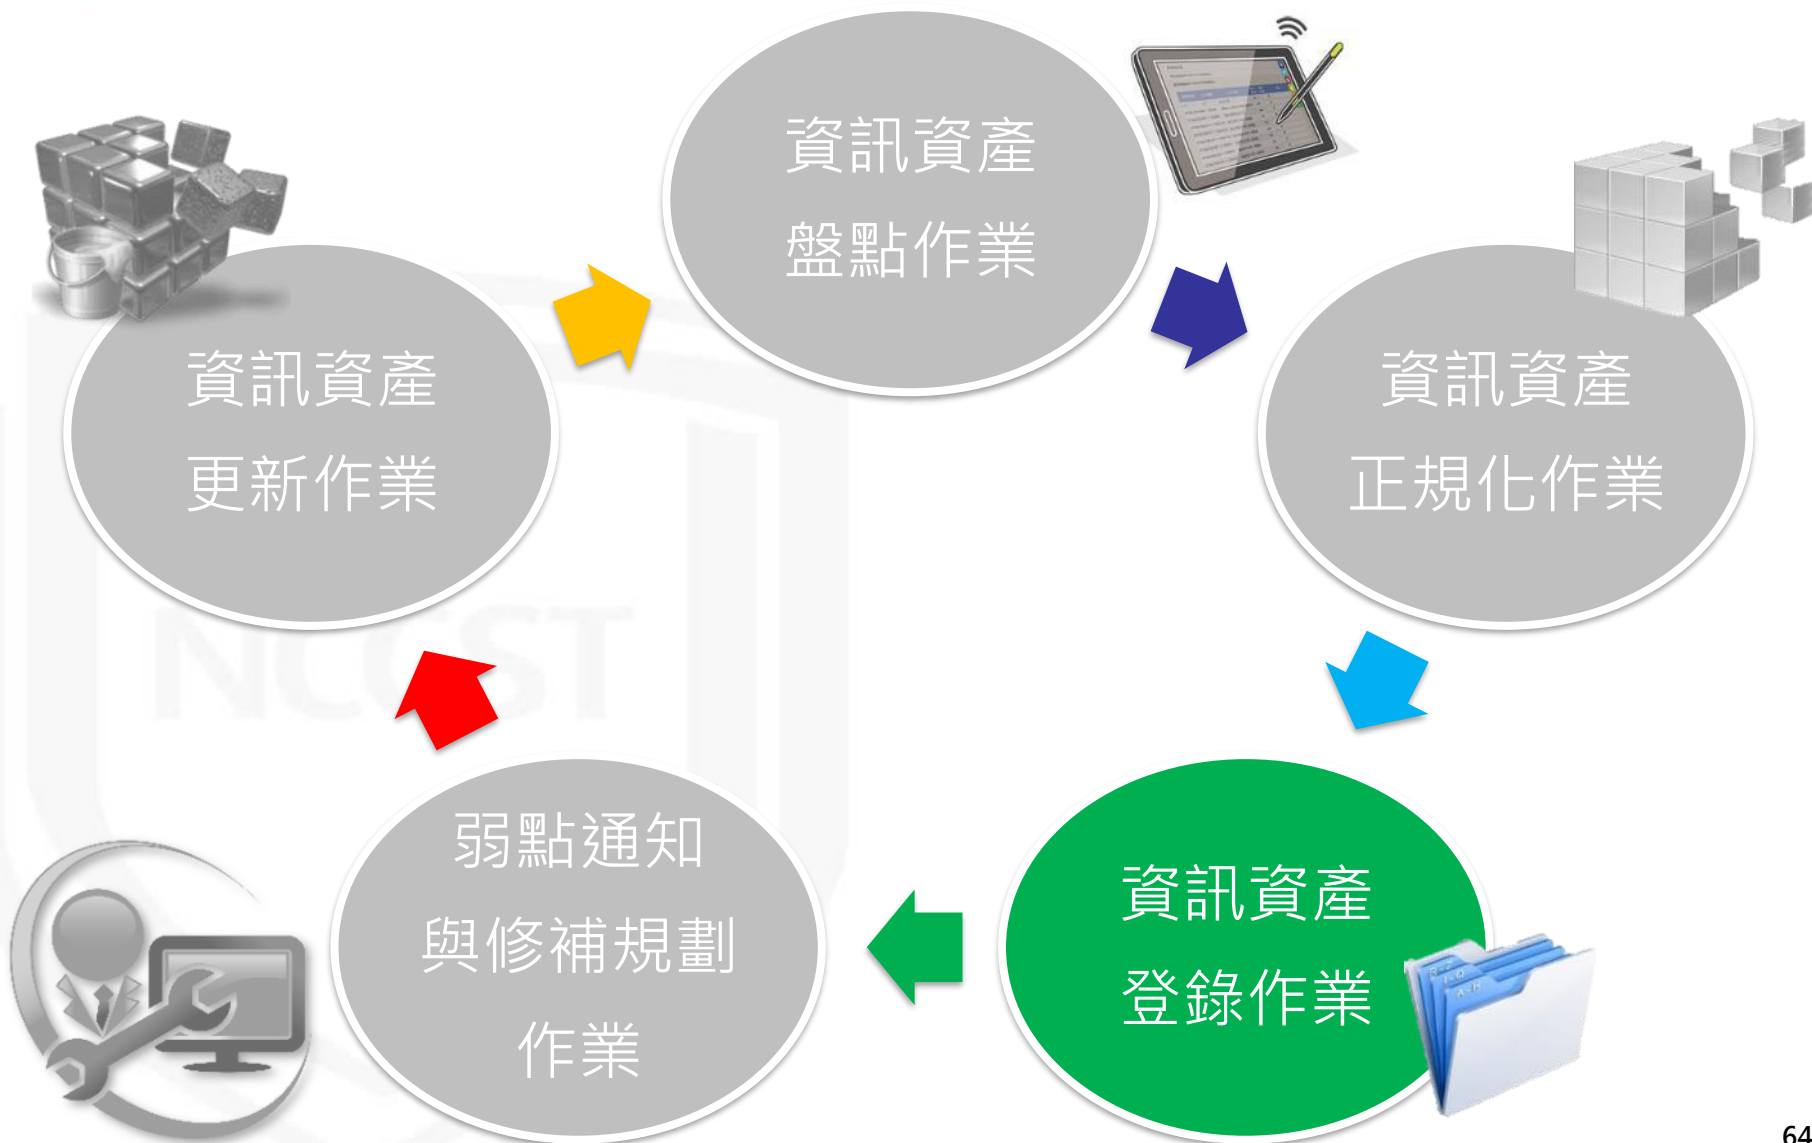 資訊資產
盤點作業
資訊資產
正規化作業
資訊資產
登錄作業
弱點通知
與修補規劃
作業
資訊資產
更新作業
NCCST
R-Z
I-Q
A-H
64